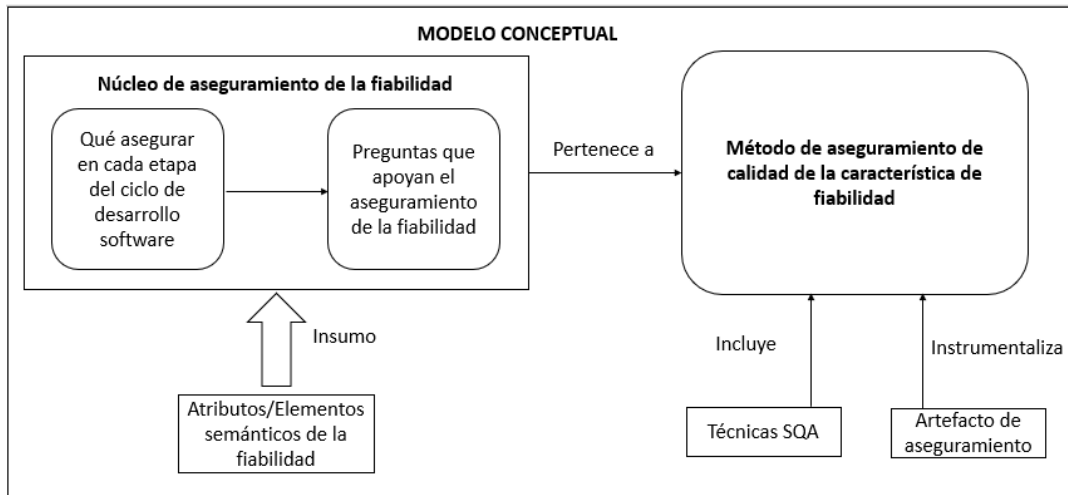 MODELO CONCEPTUAL
Núcleo de aseguramiento de la fiabilidad
Qué asegurar
en cada etapa
del ciclo de
desarrollo
software
Preguntas que
apoyan el
aseguramiento
de la fiabilidad
Pertenece a
Método de aseguramiento de
calidad de la característica de
fiabilidad
Insumo
Atributos/Elementos
semánticos de la
fiabilidad
Incluye
Instrumentaliza
Técnicas SQA
Artefacto de
aseguramiento